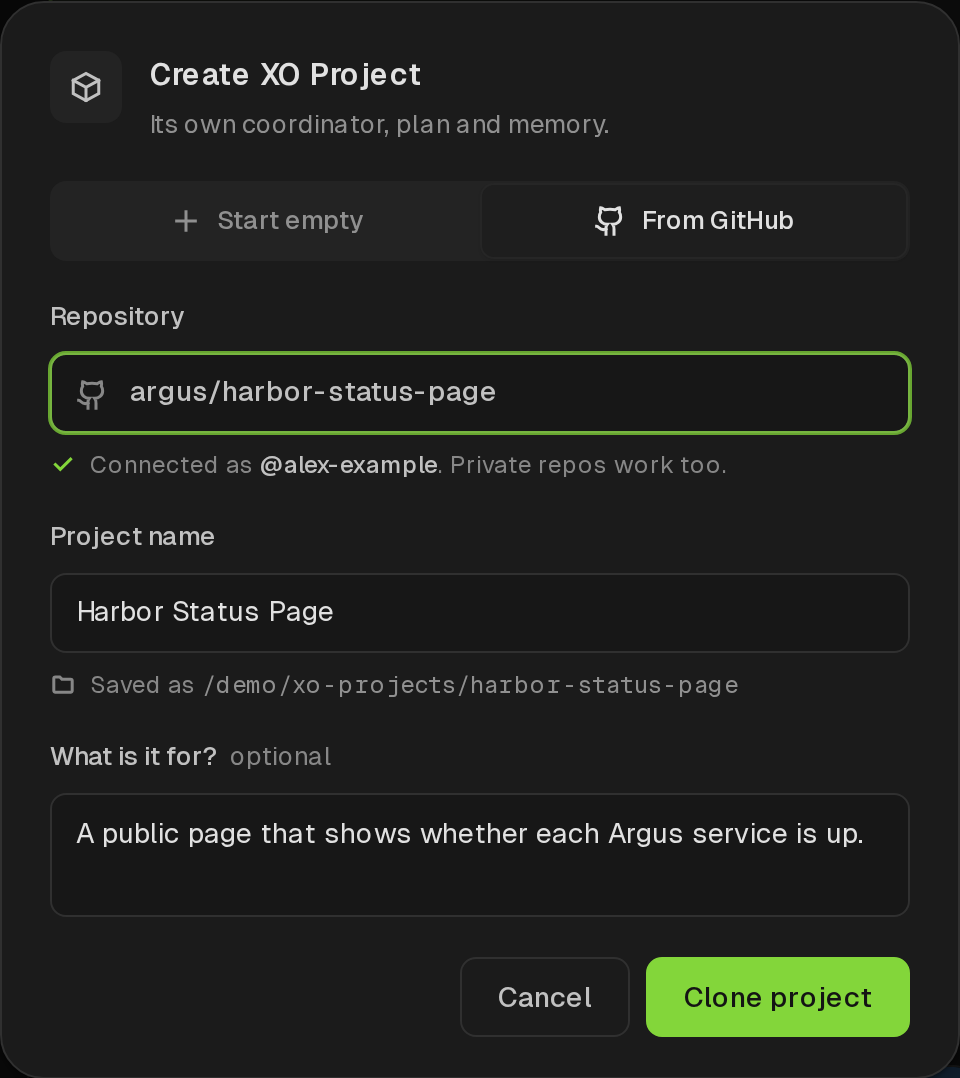 Create XO Project
Its own coordinator, plan and memory.
Start empty
From GitHub
Repository
argus/harbor-status-page
Connected as @alex-example. Private repos work too.
Project name
Harbor Status Page
Saved as /demo/xo-projects/harbor-status-page
What is it for? optional
A public page that shows whether each Argus service is up.
Cancel
Clone project